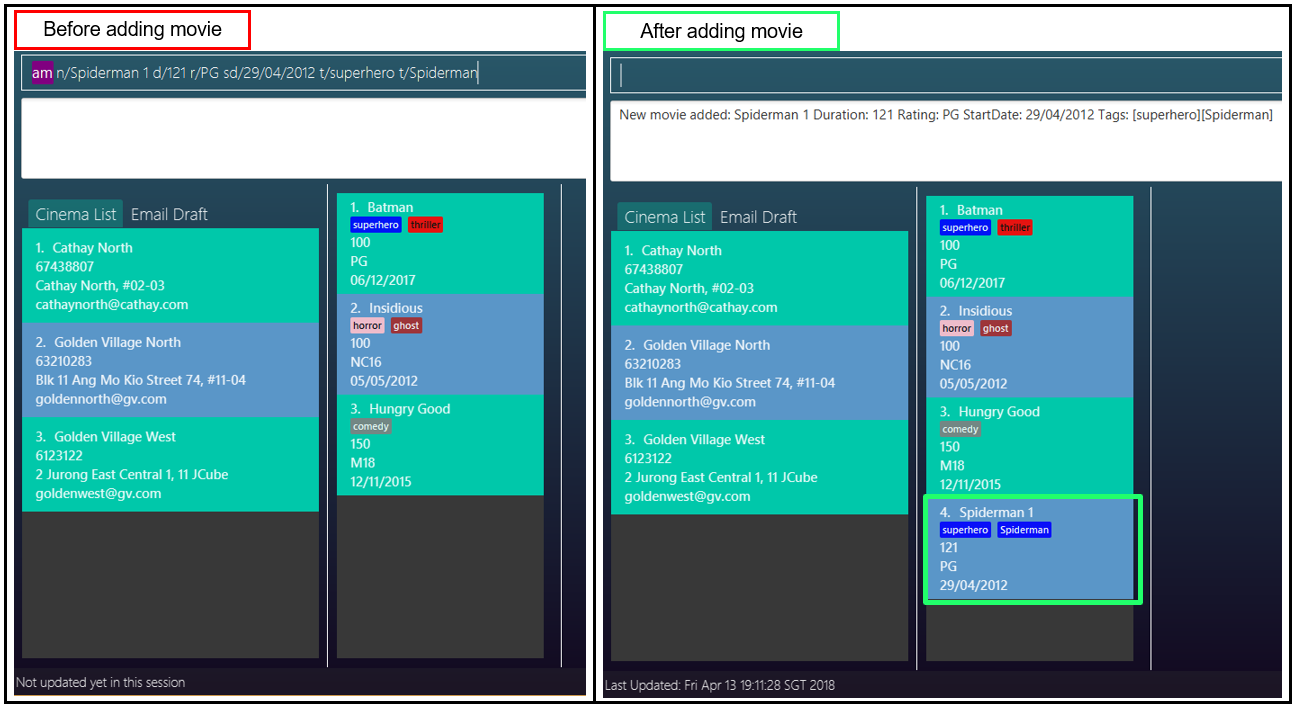 Before adding movie
am n/Spiderman 1 d/121 r/PG sd/29/04/2012 t/superhero t/Spiderman
Cinema List Email Draft
1. Cathay North
67438807
Cathay North, #02-03
cathaynorth@cathay.com
2. Golden Village North
63210283
Blk 11 Ang Mo Kio Street 74, #11-04
goldennorth@gv.com
3. Golden Village West
6123122
2 Jurong East Central 1, 11 JCube
goldenwest@gv.com
1. Batman
superhero thriller
100
PG
06/12/2017
2. Insidious
horror ghost
100
NC16
05/05/2012
3. Hungry Good
comedy
150
M18
12/11/2015
Not updated yet in this session
After adding movie
New movie added: Spiderman 1 Duration: 121 Rating: PG StartDate: 29/04/2012 Tags: [superhero][Spiderman]
Cinema List Email Draft
1. Cathay North
67438807
Cathay North, #02-03
cathaynorth@cathay.com
2. Golden Village North
63210283
Blk 11 Ang Mo Kio Street 74, #11-04
goldennorth@gv.com
3. Golden Village West
6123122
2 Jurong East Central 1, 11 JCube
goldenwest@gv.com
1. Batman
superhero thriller
100
PG
06/12/2017
2. Insidious
horror ghost
100
NC16
05/05/2012
3. Hungry Good
comedy
150
M18
12/11/2015
4. Spiderman 1
superhero Spiderman
121
PG
29/04/2012
Last Updated: Fri Apr 13 19:11:28 SGT 2018